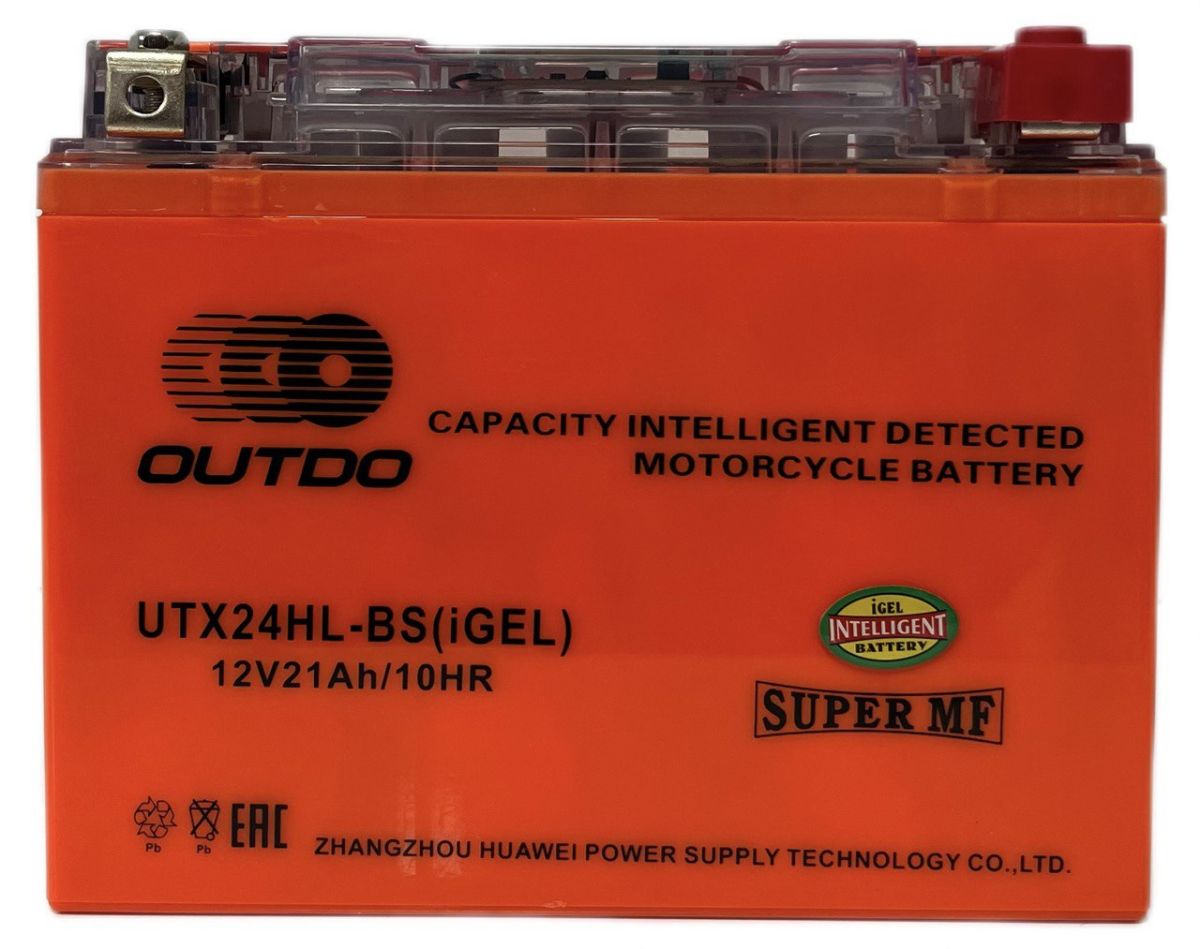 OUTDO
CAPACITY INTELLIGENT DETECTED
MOTORCYCLE BATTERY
UTX24HL-BS(iGEL)
12V21Ah/10HR
iGEL
INTELLIGENT
BATTERY
SUPER MF
Pb
Pb
EAC
ZHANGZHOU HUAWEI POWER SUPPLY TECHNOLOGY CO.,LTD.